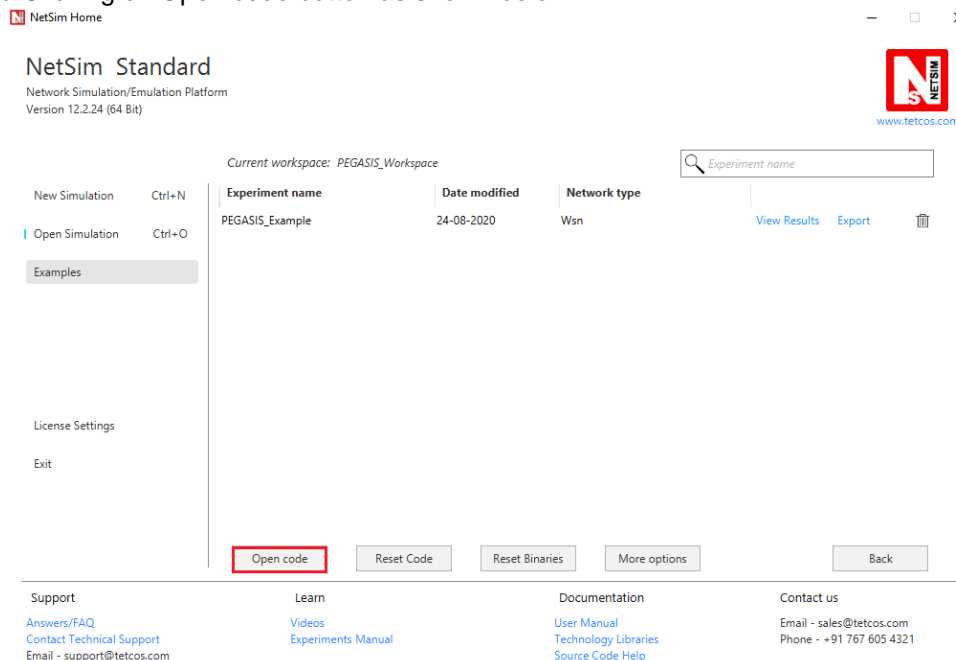 NetSim Home
NetSim Standard
Network Simulation/Emulation Platform
Version 12.2.24 (64 Bit)
NETSIM
www.tetcos.com
Current workspace: PEGASIS_Workspace
Experiment name
New Simulation Ctrl+N
Open Simulation Ctrl+O
Examples
License Settings
Exit
Experiment name Date modified Network type
PEGASIS_Example 24-08-2020 Wsn View Results Export
Open code Reset Code Reset Binaries More options Back
Support
Answers/FAQ
Contact Technical Support
Email - support@tetcos.com
Learn
Videos
Experiments Manual
Documentation
User Manual
Technology Libraries
Source Code Help
Contact us
Email - sales@tetcos.com
Phone - +91 767 605 4321